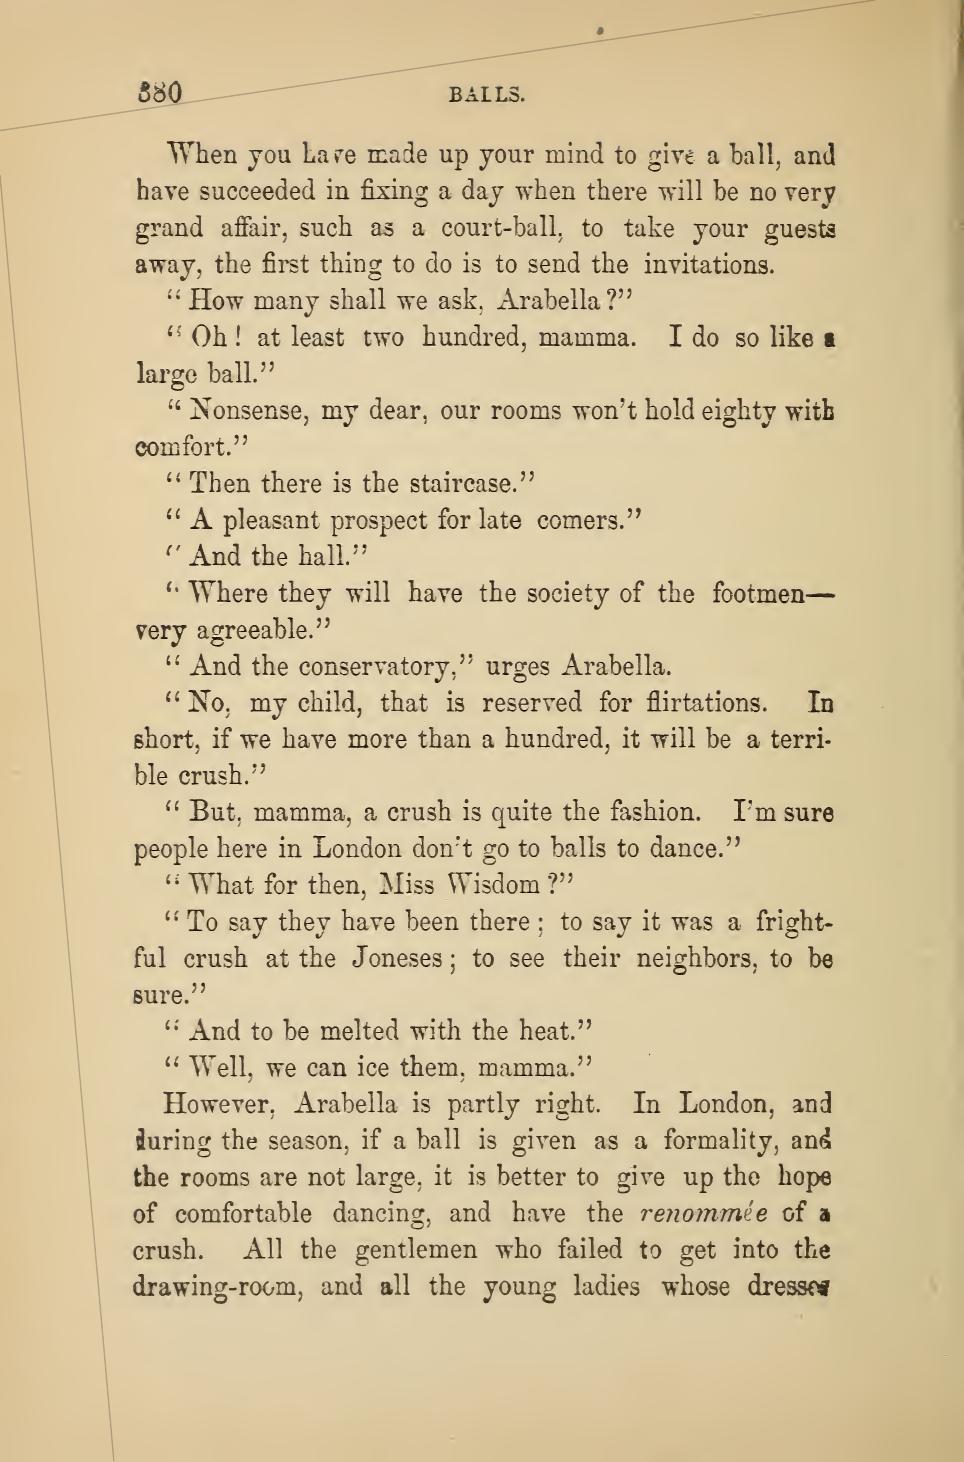 380
BALLS.
When you have made up your mind to give a ball, and
have succeeded in fixing a day when there will be no very
grand affair, such as a court-ball, to take your guests
away, the first thing to do is to send the invitations.
"How many shall we ask, Arabella?"
"Oh! at least two hundred, mamma. I do so like a
large ball."
"Nonsense, my dear, our rooms won't hold eighty with
comfort."
"Then there is the staircase."
"A pleasant prospect for late comers."
"And the hall."
"Where they will have the society of the footmen—
very agreeable."
"And the conservatory," urges Arabella.
"No, my child, that is reserved for flirtations. In
short, if we have more than a hundred, it will be a terri-
ble crush."
"But, mamma, a crush is quite the fashion. I'm sure
people here in London don't go to balls to dance."
"What for then, Miss Wisdom?"
"To say they have been there; to say it was a fright-
ful crush at the Joneses; to see their neighbors, to be
sure."
"And to be melted with the heat."
"Well, we can ice them, mamma."
However, Arabella is partly right. In London, and
during the season, if a ball is given as a formality, and
the rooms are not large, it is better to give up the hope
of comfortable dancing, and have the renommée of a
crush. All the gentlemen who failed to get into the
drawing-room, and all the young ladies whose dresses